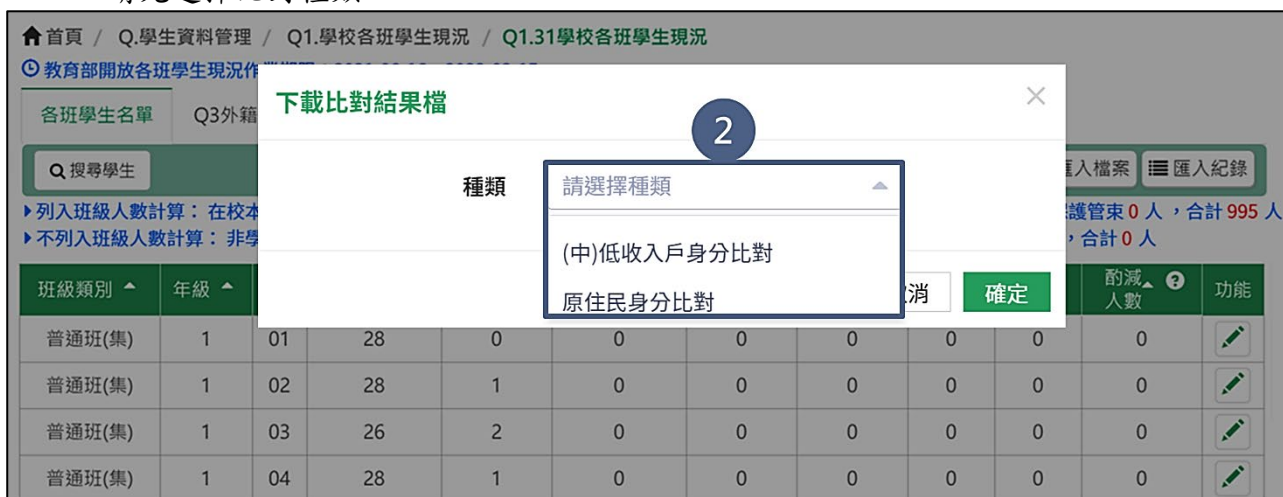 首頁 / Q.學生資料管理 / Q1.學校各班學生現況 / Q1.31學校各班學生現況
教育部開放各班學生現況
下載比對結果檔
各班學生名單 Q3外籍
2
搜尋學生
匯入檔案 匯入紀錄
種類 請選擇種類
列入班級人數計算： 在校 護管束 0 人 ，合計 995 人
不列入班級人數計算： 非學 ，合計 0 人
(中)低收入戶身分比對
原住民身分比對
消 確定
班級類別 年級 酌減人數 功能
普通班(集) 1 01 28 0 0 0 0 0 0 0
普通班(集) 1 02 28 1 0 0 0 0 0 0
普通班(集) 1 03 26 2 0 0 0 0 0 0
普通班(集) 1 04 28 1 0 0 0 0 0 0